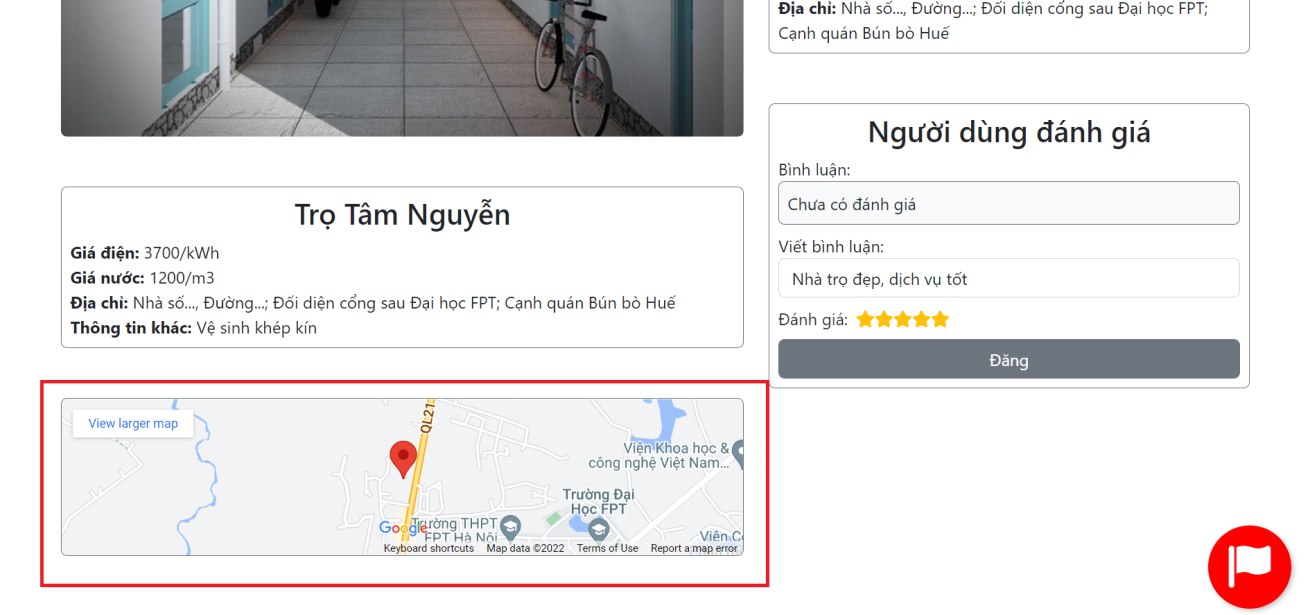 Địa chỉ: Nhà số..., Đường...; Đối diện cổng sau Đại học FPT;
Cạnh quán Bún bò Huế
Người dùng đánh giá
Bình luận:
Chưa có đánh giá
Viết bình luận:
Nhà trọ đẹp, dịch vụ tốt
Đánh giá:
Đăng
Trọ Tâm Nguyễn
Giá điện: 3700/kWh
Giá nước: 1200/m3
Địa chỉ: Nhà số..., Đường...; Đối diện cổng sau Đại học FPT; Cạnh quán Bún bò Huế
Thông tin khác: Vệ sinh khép kín
View larger map
QL21
Viện Khoa học &
công nghệ Việt Nam...
Trường Đại
Học FPT
Trường THPT
FPT Hà Nội
Viện C
Google
Keyboard shortcuts Map data ©2022 Terms of Use Report a map error